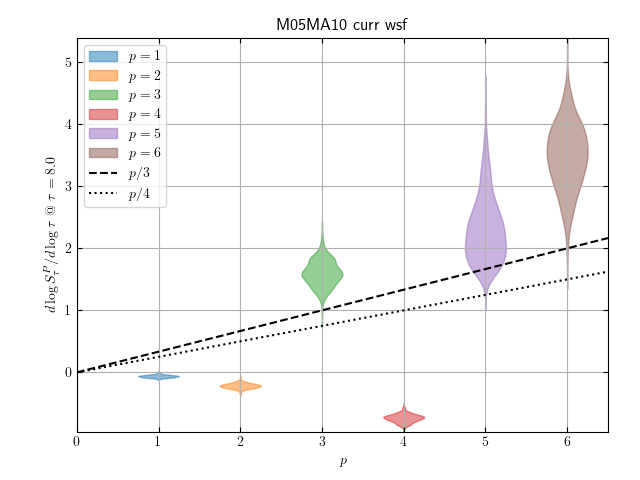 M05MA10 curr wsf
p = 1
p = 2
p = 3
p = 4
p = 5
p = 6
p/3
p/4
d log S_τ^P / d log τ @ τ = 8.0
5
4
3
2
1
0
0 1 2 3 4 5 6
p